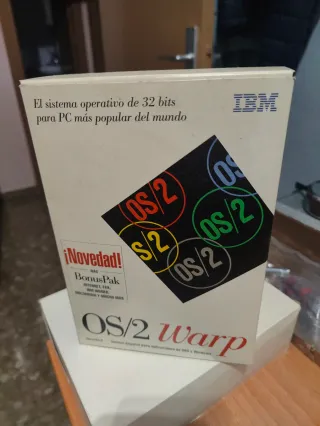 El sistema operativo de 32 bits
para PC más popular del mundo
IBM
OS/2
OS/2
OS/2
S/2
OS/2
¡Novedad!
BonusPak
OS/2 Warp